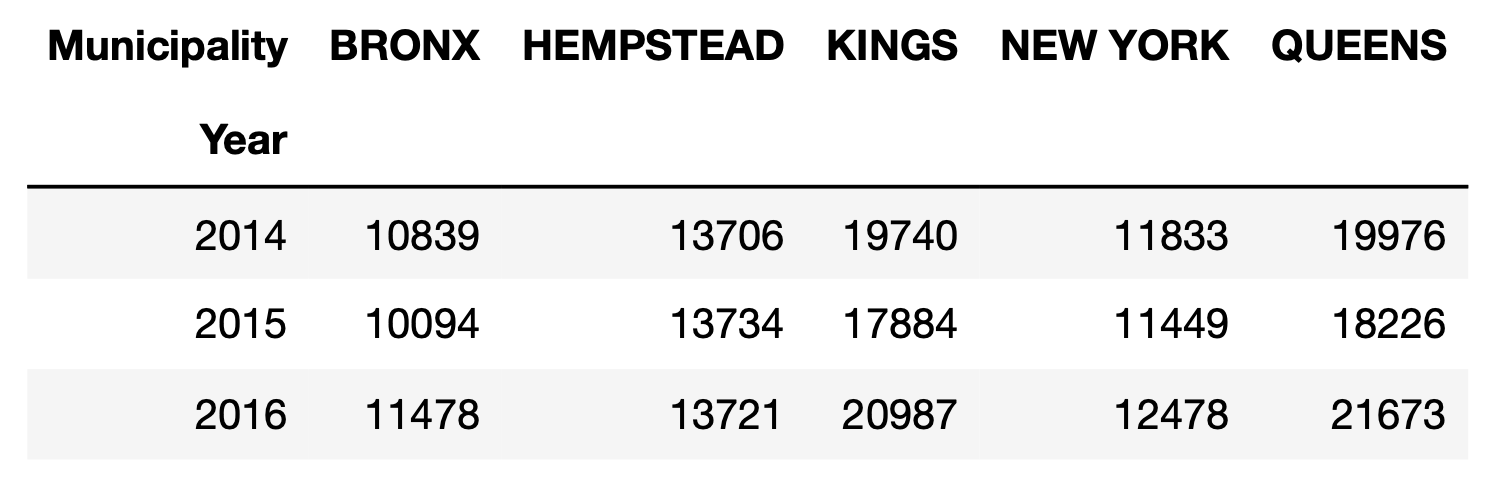 Municipality BRONX HEMPSTEAD KINGS NEW YORK QUEENS
Year
2014 10839 13706 19740 11833 19976
2015 10094 13734 17884 11449 18226
2016 11478 13721 20987 12478 21673